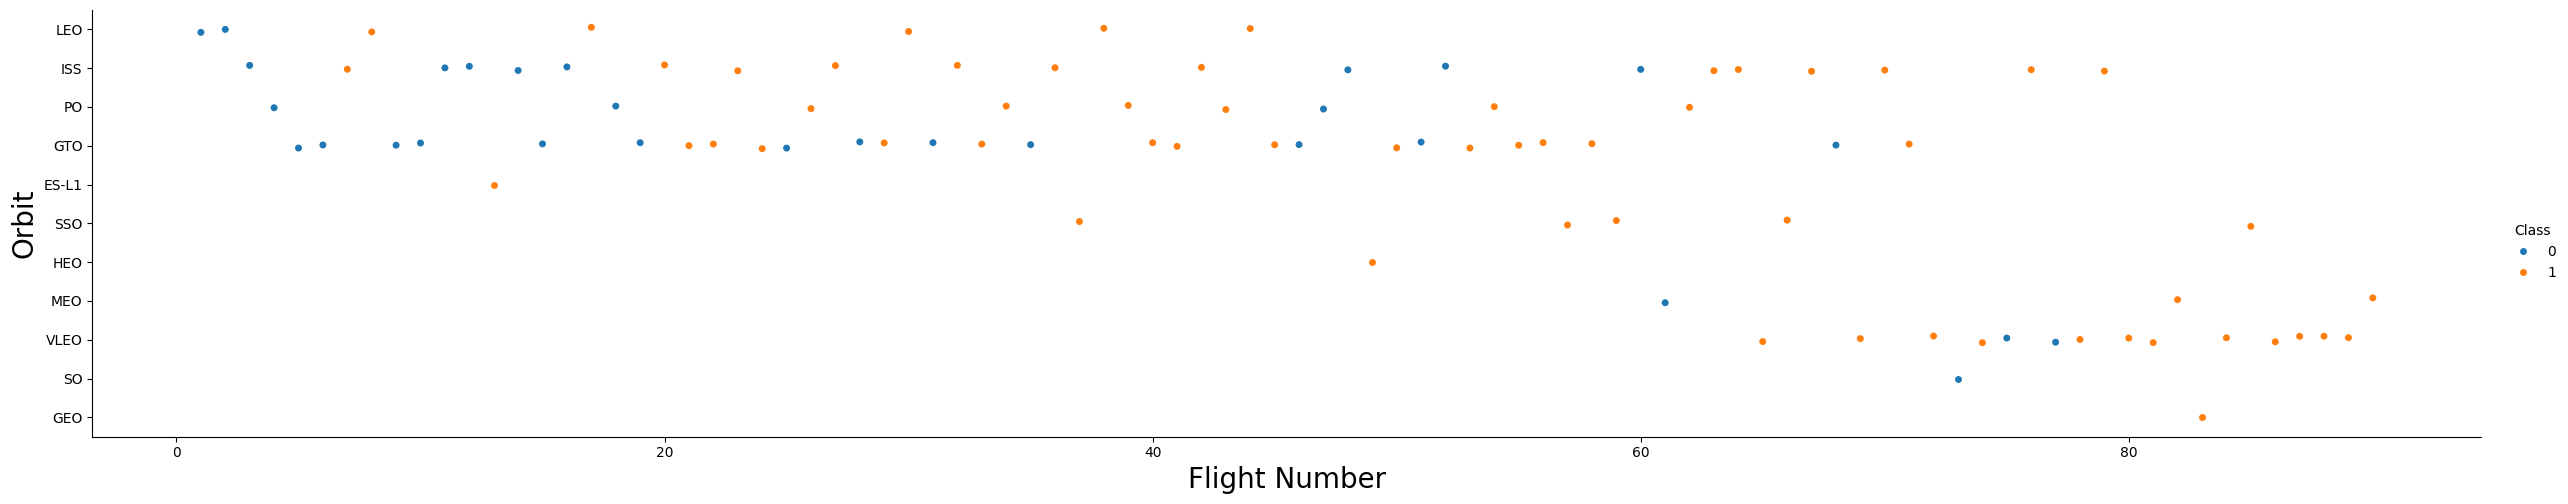 LEO
ISS
PO
GTO
ES-L1
SSO
HEO
MEO
VLEO
SO
GEO
Orbit
0 20 40 60 80
Flight Number
Class
0
1